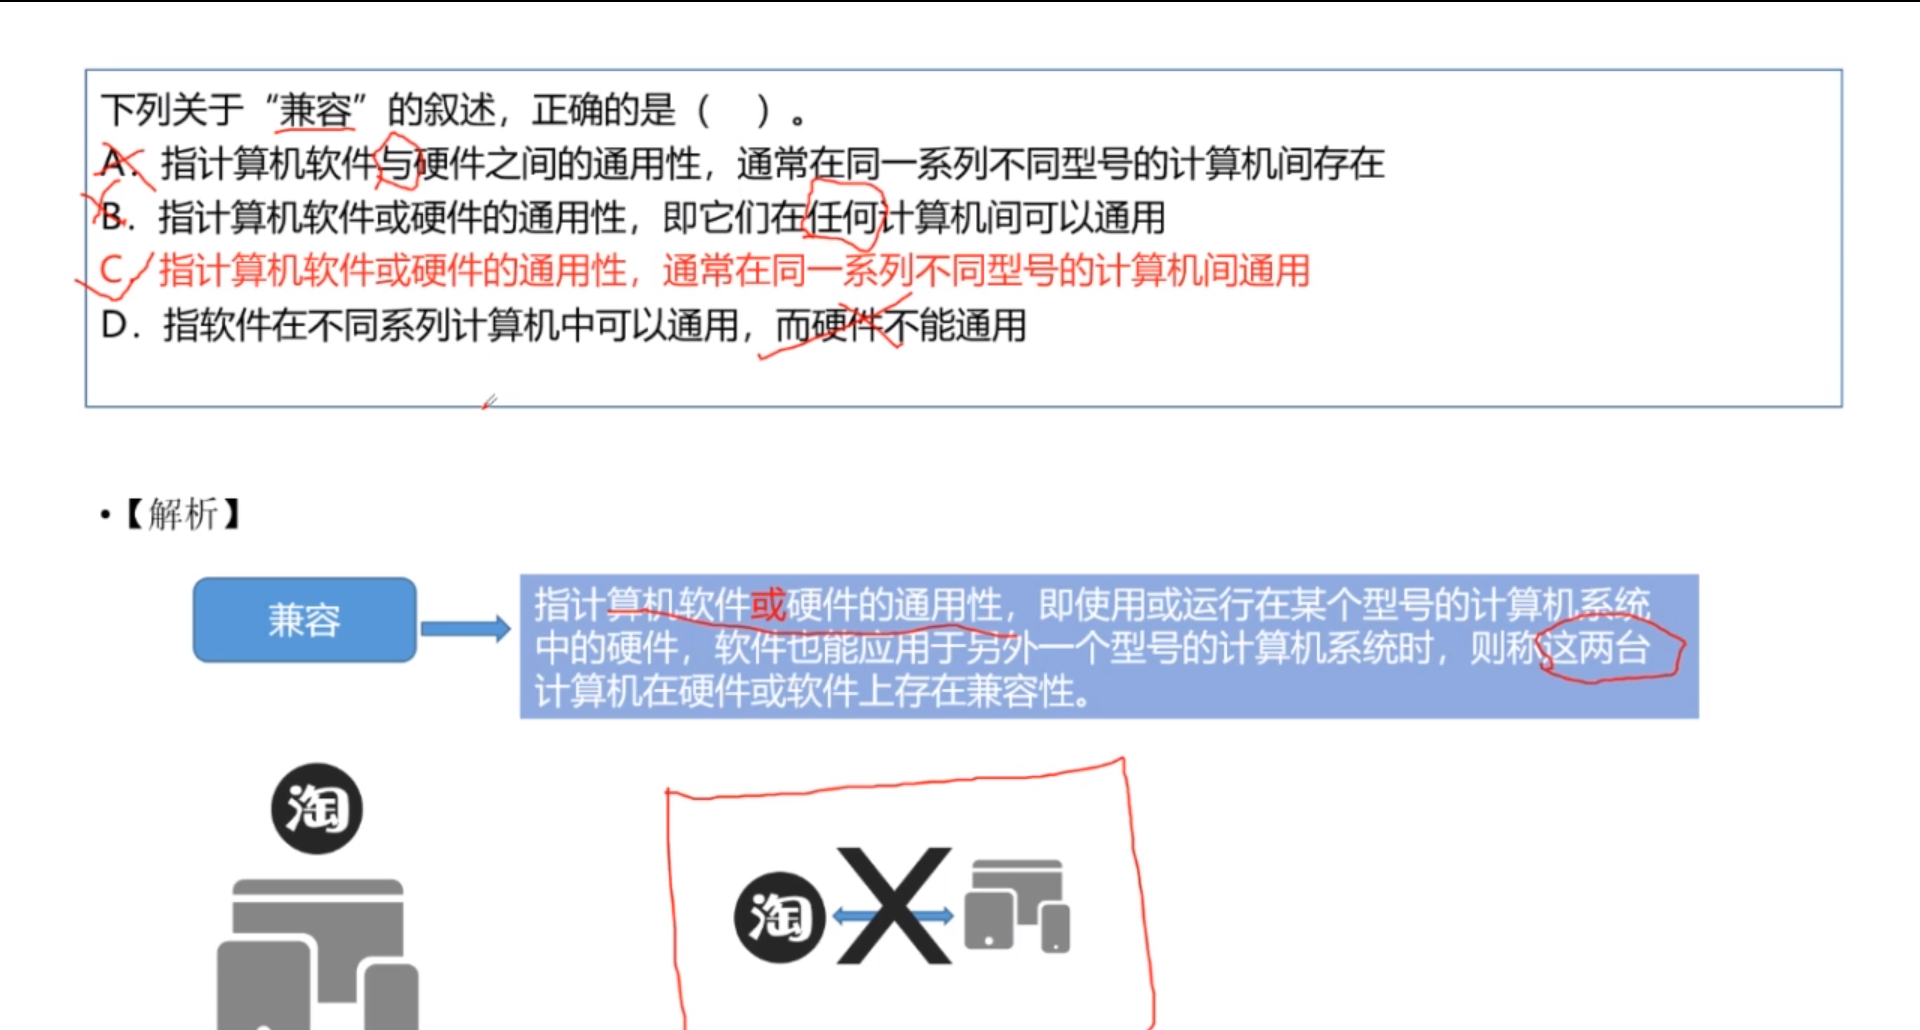 下列关于“兼容”的叙述，正确的是（　）。
A．指计算机软件与硬件之间的通用性，通常在同一系列不同型号的计算机间存在
B．指计算机软件或硬件的通用性，即它们在任何计算机间可以通用
C．指计算机软件或硬件的通用性，通常在同一系列不同型号的计算机间通用
D．指软件在不同系列计算机中可以通用，而硬件不能通用
•【解析】
兼容
指计算机软件或硬件的通用性，即使用或运行在某个型号的计算机系统
中的硬件，软件也能应用于另外一个型号的计算机系统时，则称这两台
计算机在硬件或软件上存在兼容性。
淘
淘 X